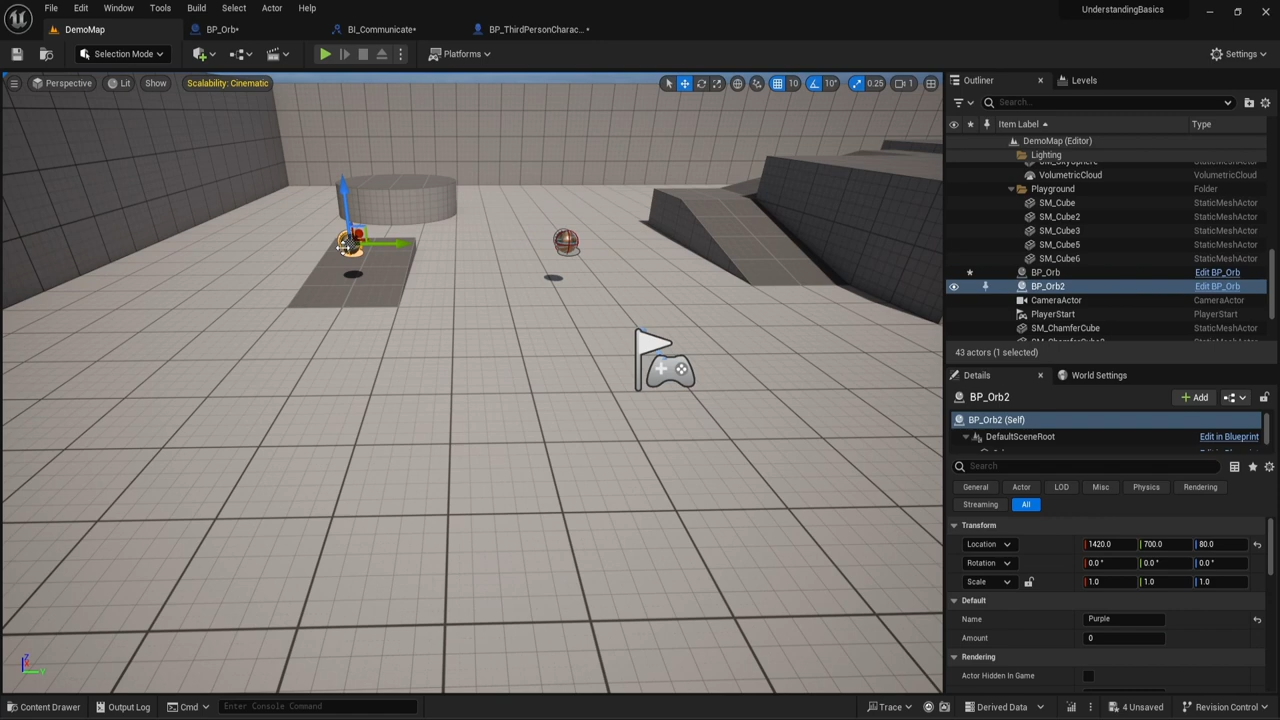 File Edit Window Tools Build Select Actor Help
UnderstandingBasics
DemoMap BP_Orb* BI_Communicate* BP_ThirdPersonCharac...*
Selection Mode Platforms Settings
Perspective Lit Show Scalability: Cinematic 10 10° 0.25 1
Outliner Levels
Search...
Item Label Type
DemoMap (Editor)
Lighting
VolumetricCloud VolumetricCloud
Playground Folder
SM_Cube StaticMeshActor
SM_Cube2 StaticMeshActor
SM_Cube3 StaticMeshActor
SM_Cube5 StaticMeshActor
SM_Cube6 StaticMeshActor
BP_Orb Edit BP_Orb
BP_Orb2 Edit BP_Orb
CameraActor CameraActor
PlayerStart PlayerStart
SM_ChamferCube StaticMeshActor
43 actors (1 selected)
Details World Settings
BP_Orb2 Add
BP_Orb2 (Self)
DefaultSceneRoot Edit in Blueprint
Search
General Actor LOD Misc Physics Rendering
Streaming All
Transform
Location 1420.0 700.0 80.0
Rotation 0.0° 0.0° 0.0°
Scale 1.0 1.0 1.0
Default
Name Purple
Amount 0
Rendering
Actor Hidden In Game
Content Drawer Output Log Cmd Enter Console Command Trace Derived Data 4 Unsaved Revision Control